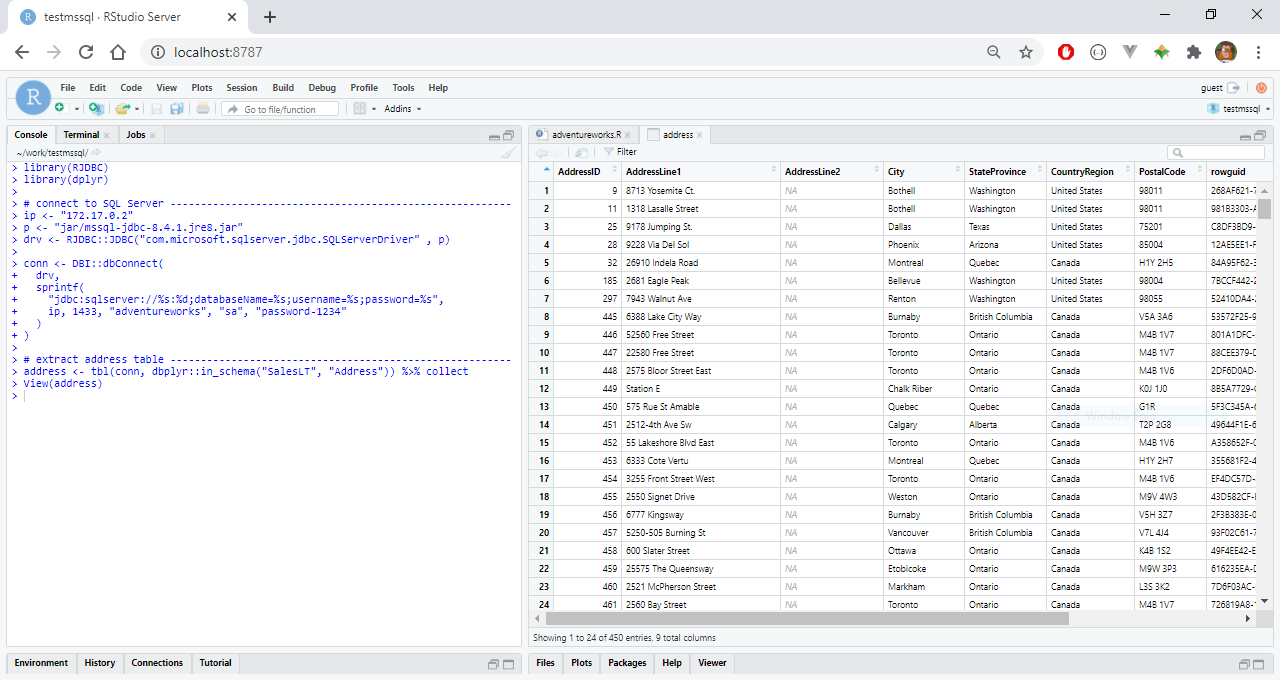 testmssql · RStudio Server
localhost:8787
File Edit Code View Plots Session Build Debug Profile Tools Help
guest
Go to file/function
Addins
testmssql
Console Terminal Jobs
~/work/testmssql/
> library(RJDBC)
> library(dplyr)
>
> # connect to SQL Server ------------------------------------------------------
> ip <- "172.17.0.2"
> p <- "jar/mssql-jdbc-8.4.1.jre8.jar"
> drv <- RJDBC::JDBC("com.microsoft.sqlserver.jdbc.SQLServerDriver" , p)
>
> conn <- DBI::dbConnect(
+   drv,
+   sprintf(
+     "jdbc:sqlserver://%s:%d;databaseName=%s;username=%s;password=%s",
+     ip, 1433, "adventureworks", "sa", "password-1234"
+   )
+ )
>
> # extract address table ------------------------------------------------------
> address <- tbl(conn, dbplyr::in_schema("SalesLT", "Address")) %>% collect
> View(address)
>
adventureworks.R address
Filter
AddressID AddressLine1 AddressLine2 City StateProvince CountryRegion PostalCode rowguid
1 9 8713 Yosemite Ct. NA Bothell Washington United States 98011 268AF621-7
2 11 1318 Lasalle Street NA Bothell Washington United States 98011 981B3303-A
3 25 9178 Jumping St. NA Dallas Texas United States 75201 C8DF3BD9-
4 28 9228 Via Del Sol NA Phoenix Arizona United States 85004 12AE5EE1-F
5 32 26910 Indela Road NA Montreal Quebec Canada H1Y 2H5 84A95F62-3
6 185 2681 Eagle Peak NA Bellevue Washington United States 98004 7BCCF442-2
7 297 7943 Walnut Ave NA Renton Washington United States 98055 52410DA4-2
8 445 6388 Lake City Way NA Burnaby British Columbia Canada V5A 3A6 53572F25-9
9 446 52560 Free Street NA Toronto Ontario Canada M4B 1V7 801A1DFC-
10 447 22580 Free Street NA Toronto Ontario Canada M4B 1V7 88CEE379-D
11 448 2575 Bloor Street East NA Toronto Ontario Canada M4B 1V6 2DF6D0AD-
12 449 Station E NA Chalk Riber Ontario Canada K0J 1J0 8B5A7729-
13 450 575 Rue St Amable NA Quebec Quebec Canada G1R 5F3C345A-6
14 451 2512-4th Ave Sw NA Calgary Alberta Canada T2P 2G8 49644F1E-6
15 452 55 Lakeshore Blvd East NA Toronto Ontario Canada M4B 1V6 A358652F-0
16 453 6333 Cote Vertu NA Montreal Quebec Canada H1Y 2H7 355681F2-4
17 454 3255 Front Street West NA Toronto Ontario Canada M4B 1V6 EF4DC57D-
18 455 2550 Signet Drive NA Weston Ontario Canada M9V 4W3 43D582CF-
19 456 6777 Kingsway NA Burnaby British Columbia Canada V5H 3Z7 2F3B383E-0
20 457 5250-505 Burning St NA Vancouver British Columbia Canada V7L 4J4 93F02C61-7
21 458 600 Slater Street NA Ottawa Ontario Canada K4B 1S2 49F4EE42-E
22 459 25575 The Queensway NA Etobicoke Ontario Canada M9W 3P3 616235EA-D
23 460 2521 McPherson Street NA Markham Ontario Canada L3S 3K2 7D6F03AC-
24 461 2560 Bay Street NA Toronto Ontario Canada M4B 1V7 726819A8-
Showing 1 to 24 of 450 entries, 9 total columns
Environment History Connections Tutorial
Files Plots Packages Help Viewer